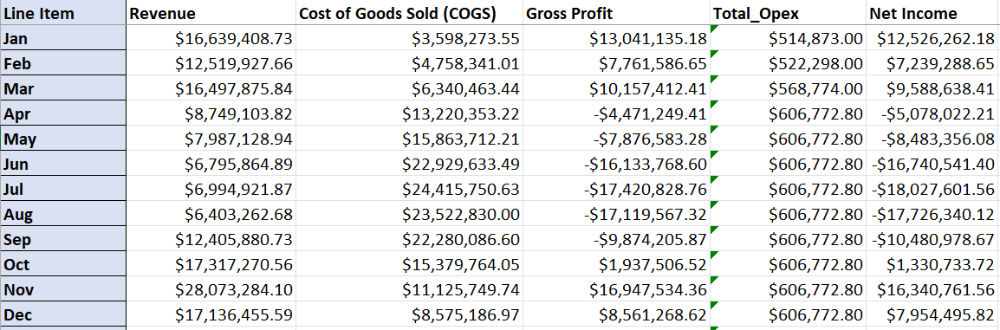 Line Item Revenue Cost of Goods Sold (COGS) Gross Profit Total_Opex Net Income
Jan $16,639,408.73 $3,598,273.55 $13,041,135.18 $514,873.00 $12,526,262.18
Feb $12,519,927.66 $4,758,341.01 $7,761,586.65 $522,298.00 $7,239,288.65
Mar $16,497,875.84 $6,340,463.44 $10,157,412.41 $568,774.00 $9,588,638.41
Apr $8,749,103.82 $13,220,353.22 -$4,471,249.41 $606,772.80 -$5,078,022.21
May $7,987,128.94 $15,863,712.21 -$7,876,583.28 $606,772.80 -$8,483,356.08
Jun $6,795,864.89 $22,929,633.49 -$16,133,768.60 $606,772.80 -$16,740,541.40
Jul $6,994,921.87 $24,415,750.63 -$17,420,828.76 $606,772.80 -$18,027,601.56
Aug $6,403,262.68 $23,522,830.00 -$17,119,567.32 $606,772.80 -$17,726,340.12
Sep $12,405,880.73 $22,280,086.60 -$9,874,205.87 $606,772.80 -$10,480,978.67
Oct $17,317,270.56 $15,379,764.05 $1,937,506.52 $606,772.80 $1,330,733.72
Nov $28,073,284.10 $11,125,749.74 $16,947,534.36 $606,772.80 $16,340,761.56
Dec $17,136,455.59 $8,575,186.97 $8,561,268.62 $606,772.80 $7,954,495.82